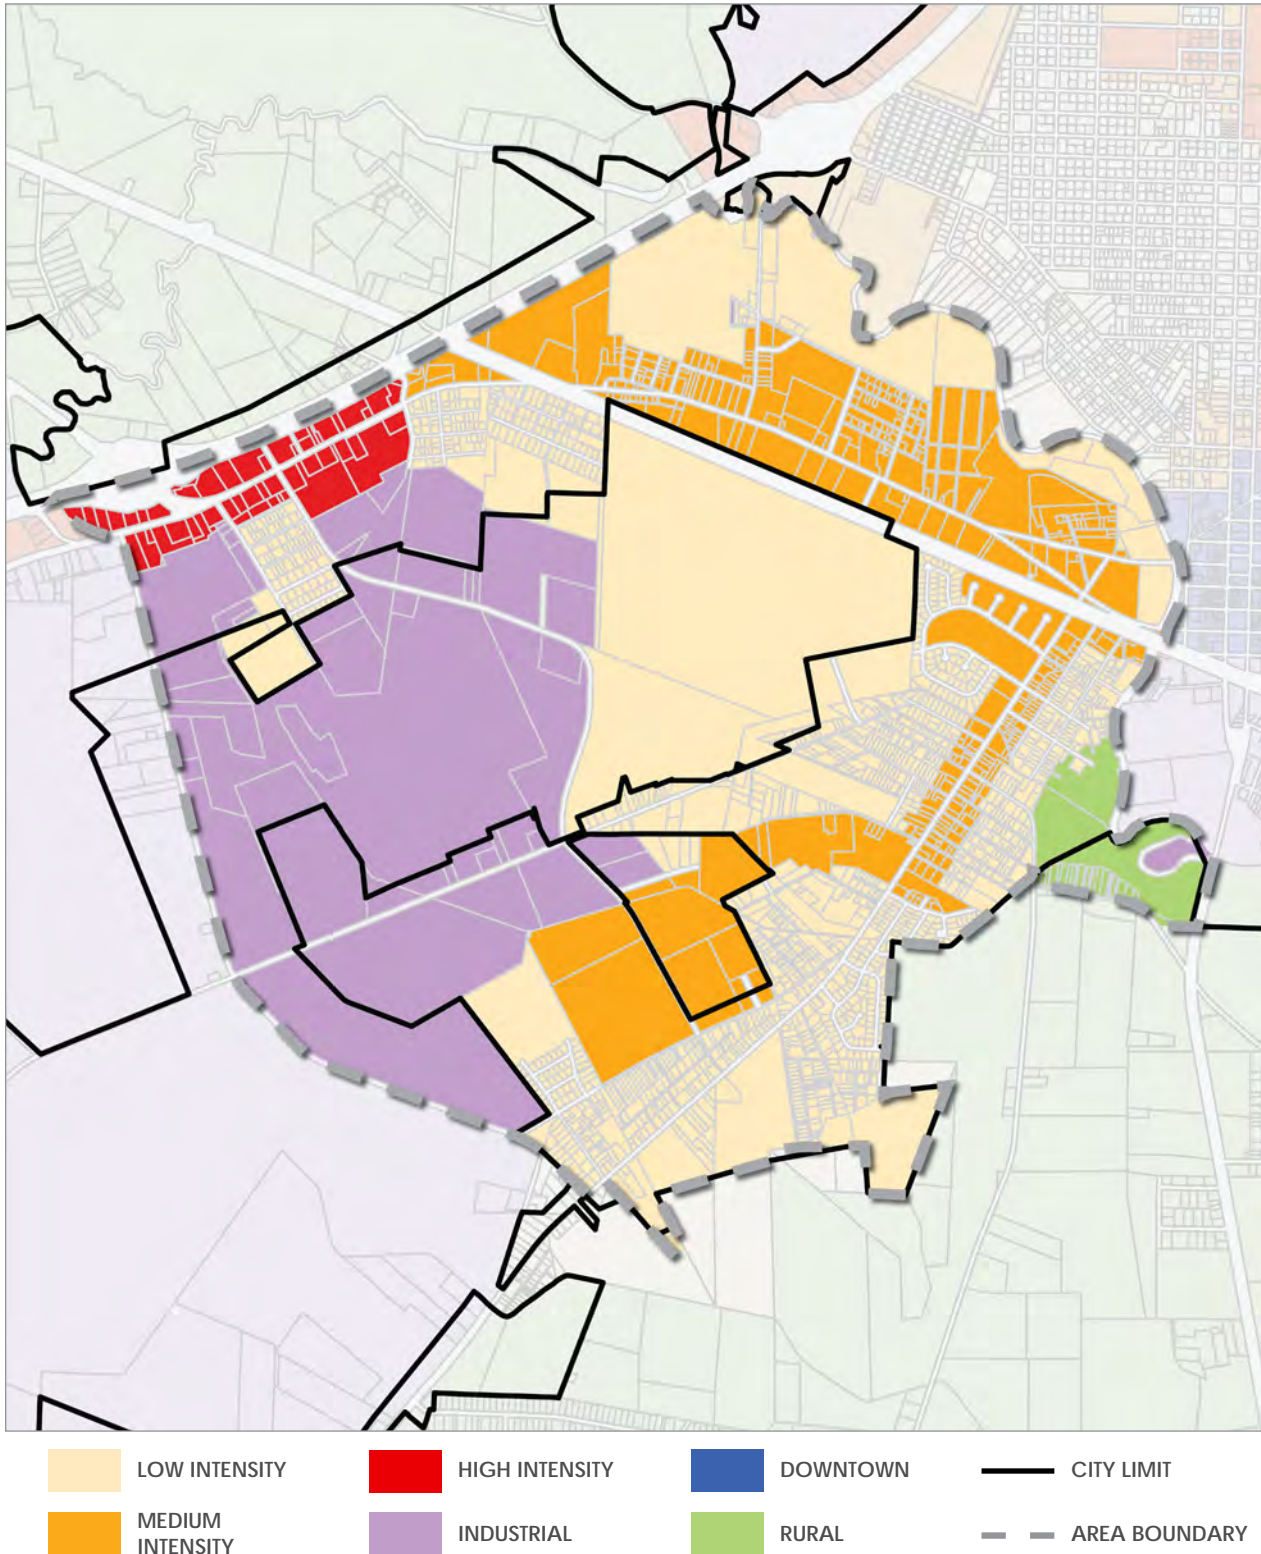 LOW INTENSITY
HIGH INTENSITY
DOWNTOWN
CITY LIMIT
MEDIUM
INTENSITY
INDUSTRIAL
RURAL
AREA BOUNDARY